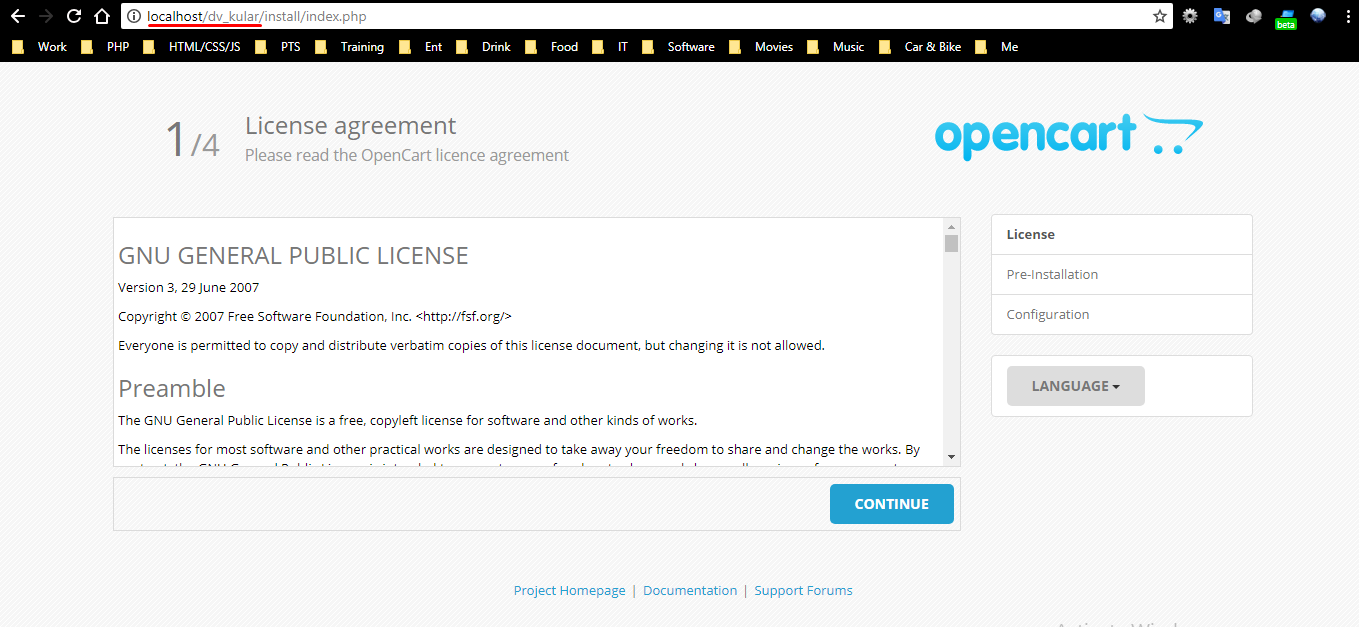 localhost/dv_kular/install/index.php
beta
Work PHP HTML/CSS/JS PTS Training Ent Drink Food IT Software Movies Music Car & Bike Me
1/4
License agreement
Please read the OpenCart licence agreement
opencart
GNU GENERAL PUBLIC LICENSE
Version 3, 29 June 2007
Copyright © 2007 Free Software Foundation, Inc. <http://fsf.org/>
Everyone is permitted to copy and distribute verbatim copies of this license document, but changing it is not allowed.
Preamble
The GNU General Public License is a free, copyleft license for software and other kinds of works.
The licenses for most software and other practical works are designed to take away your freedom to share and change the works. By
CONTINUE
License
Pre-Installation
Configuration
LANGUAGE
Project Homepage | Documentation | Support Forums